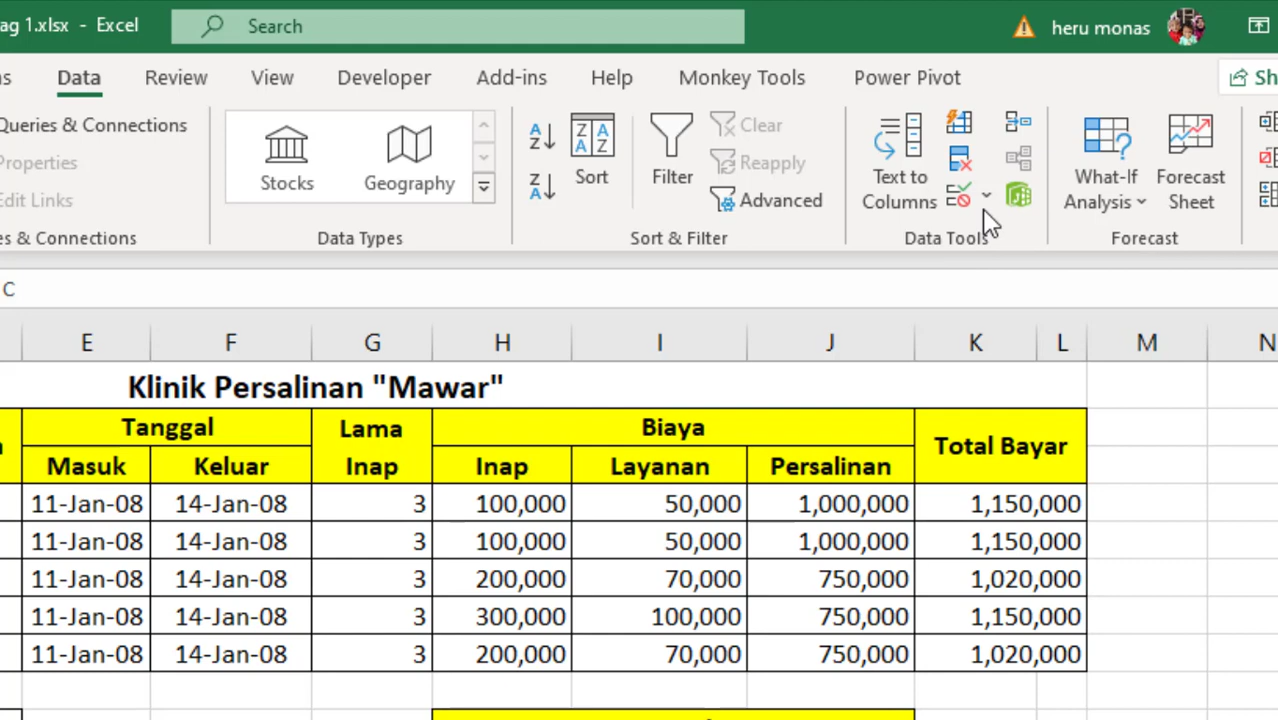 ag 1.xlsx - Excel
Search
heru monas
Data
Review
View
Developer
Add-ins
Help
Monkey Tools
Power Pivot
Sh
Queries & Connections
Properties
Edit Links
s & Connections
Stocks
Geography
Data Types
Sort
Filter
Clear
Reapply
Advanced
Sort & Filter
Text to
Columns
Data Tools
What-If
Analysis
Forecast
Sheet
Forecast
C
E F G H I J K L M N
Klinik Persalinan "Mawar"
Tanggal Lama Biaya Total Bayar
Masuk Keluar Inap Inap Layanan Persalinan
11-Jan-08 14-Jan-08 3 100,000 50,000 1,000,000 1,150,000
11-Jan-08 14-Jan-08 3 100,000 50,000 1,000,000 1,150,000
11-Jan-08 14-Jan-08 3 200,000 70,000 750,000 1,020,000
11-Jan-08 14-Jan-08 3 300,000 100,000 750,000 1,150,000
11-Jan-08 14-Jan-08 3 200,000 70,000 750,000 1,020,000